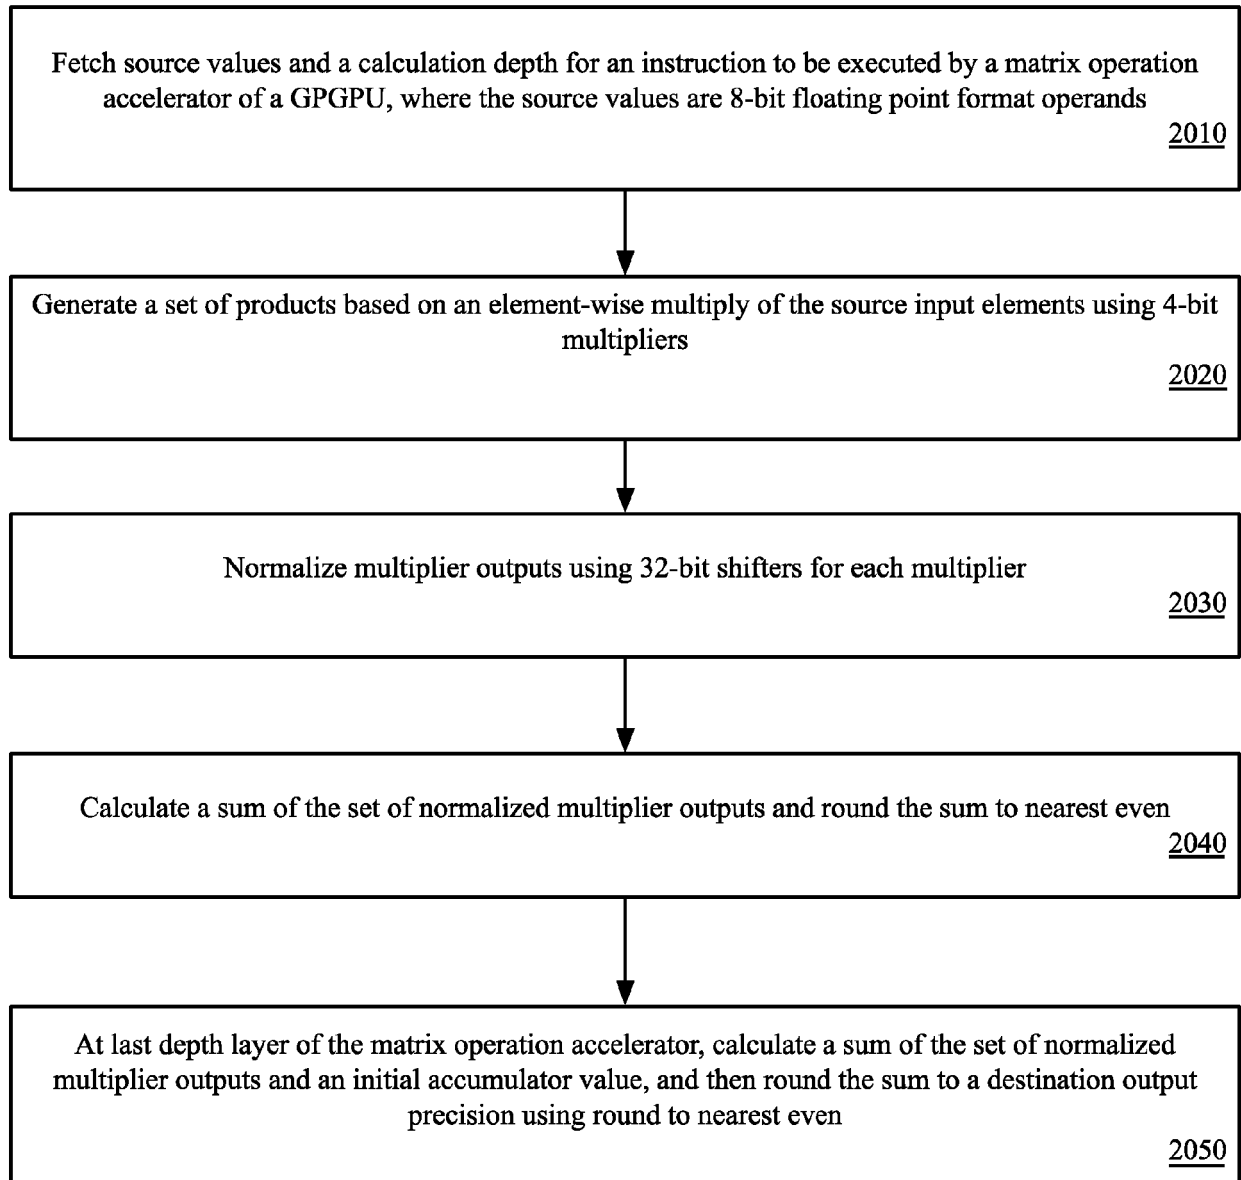 Fetch source values and a calculation depth for an instruction to be executed by a matrix operation
accelerator of a GPGPU, where the source values are 8-bit floating point format operands
2010
Generate a set of products based on an element-wise multiply of the source input elements using 4-bit
multipliers
2020
Normalize multiplier outputs using 32-bit shifters for each multiplier
2030
Calculate a sum of the set of normalized multiplier outputs and round the sum to nearest even
2040
At last depth layer of the matrix operation accelerator, calculate a sum of the set of normalized
multiplier outputs and an initial accumulator value, and then round the sum to a destination output
precision using round to nearest even
2050